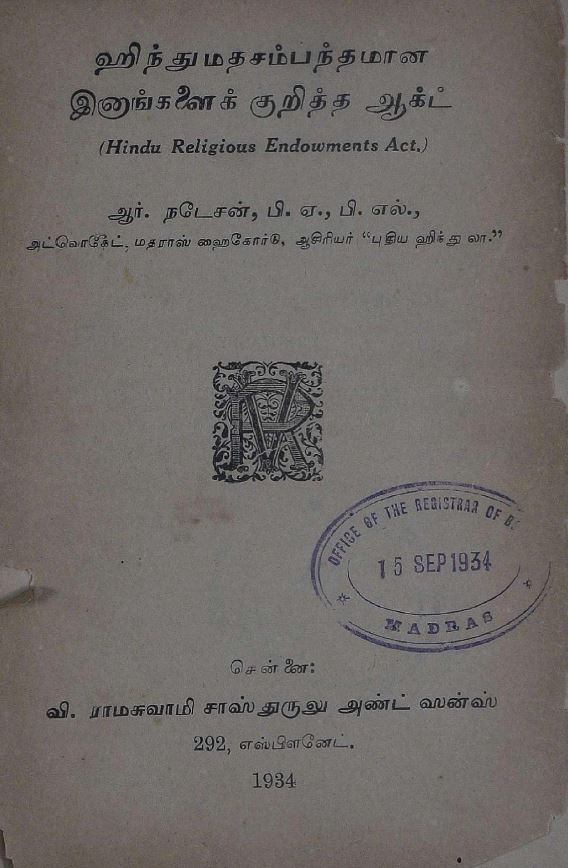 ஹிந்துமதசம்பந்தமான
இனங்களைக் குறித்த ஆக்ட்
(Hindu Religious Endowments Act.)
ஆர். நடேசன், பி. ஏ., பி. எல்.,
அட்வொகேட், மதராஸ் ஹைகோர்டு, ஆசிரியர் “புதிய ஹிந்து லா.”
OFFICE OF THE REGISTRAR OF
15 SEP 1934
MADRAS
சென்னை:
வி. ராமசுவாமி சாஸ்துருலு அண்ட் ஸன்ஸ்
292, எஸ்பிளனேட்.
1934